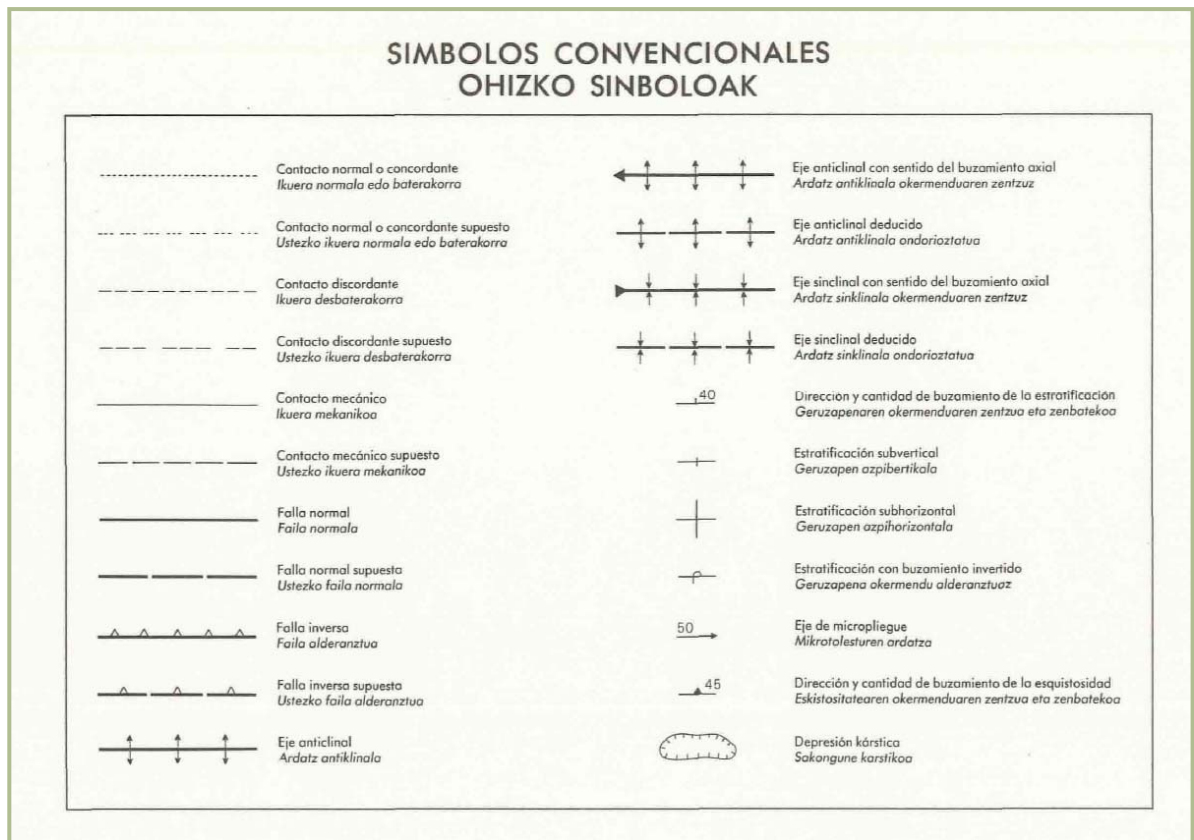 SIMBOLOS CONVENCIONALES
OHIZKO SINBOLOAK
Contacto normal o concordante
Ikuera normala edo baterakorra
Contacto normal o concordante supuesto
Ustezko ikuera normala edo baterakorra
Contacto discordante
Ikuera desbaterakorra
Contacto discordante supuesto
Ustezko ikuera desbaterakorra
Contacto mecánico
Ikuera mekanikoa
Contacto mecánico supuesto
Ustezko ikuera mekanikoa
Falla normal
Faila normala
Falla normal supuesta
Ustezko faila normala
Falla inversa
Faila alderanztua
Falla inversa supuesta
Ustezko faila alderanztua
Eje anticlinal
Ardatz antiklinala
Eje anticlinal con sentido del buzamiento axial
Ardatz antiklinala okermenduaren zentzuz
Eje anticlinal deducido
Ardatz antiklinala ondorioztatua
Eje sinclinal con sentido del buzamiento axial
Ardatz sinklinala okermenduaren zentzuz
Eje sinclinal deducido
Ardatz sinklinala ondorioztatua
40
Dirección y cantidad de buzamiento de la estratificación
Geruzapenaren okermenduaren zentzua eta zenbatekoa
Estratificación subvertical
Geruzapen azpibertikala
Estratificación subhorizontal
Geruzapen azpihorizontala
Estratificación con buzamiento invertido
Geruzapena okermendu alderanztuaz
50
Eje de micropliegue
Mikrotolesturen ardatza
45
Dirección y cantidad de buzamiento de la esquistosidad
Eskistositatearen okermenduaren zentzua eta zenbatekoa
Depresión kárstica
Sakongune karstikoa